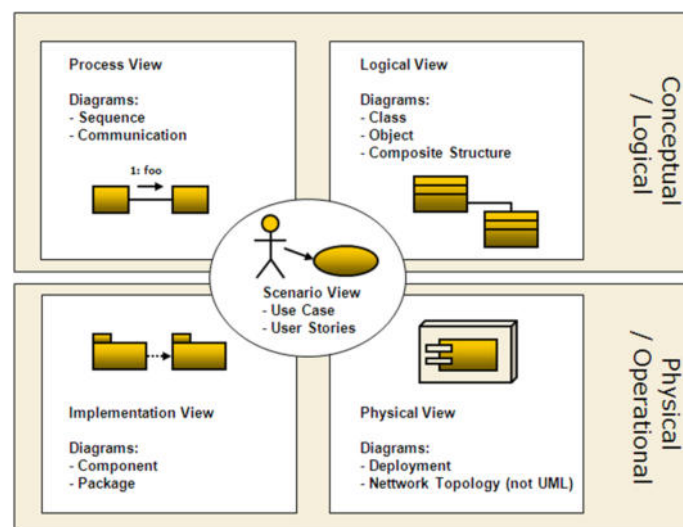 Process View
Diagrams:
- Sequence
- Communication
1: foo
Logical View
Diagrams:
- Class
- Object
- Composite Structure
Conceptual
/ Logical
Scenario View
- Use Case
- User Stories
Implementation View
Diagrams:
- Component
- Package
Physical View
Diagrams:
- Deployment
- Nettwork Topology (not UML)
Physical
/ Operational